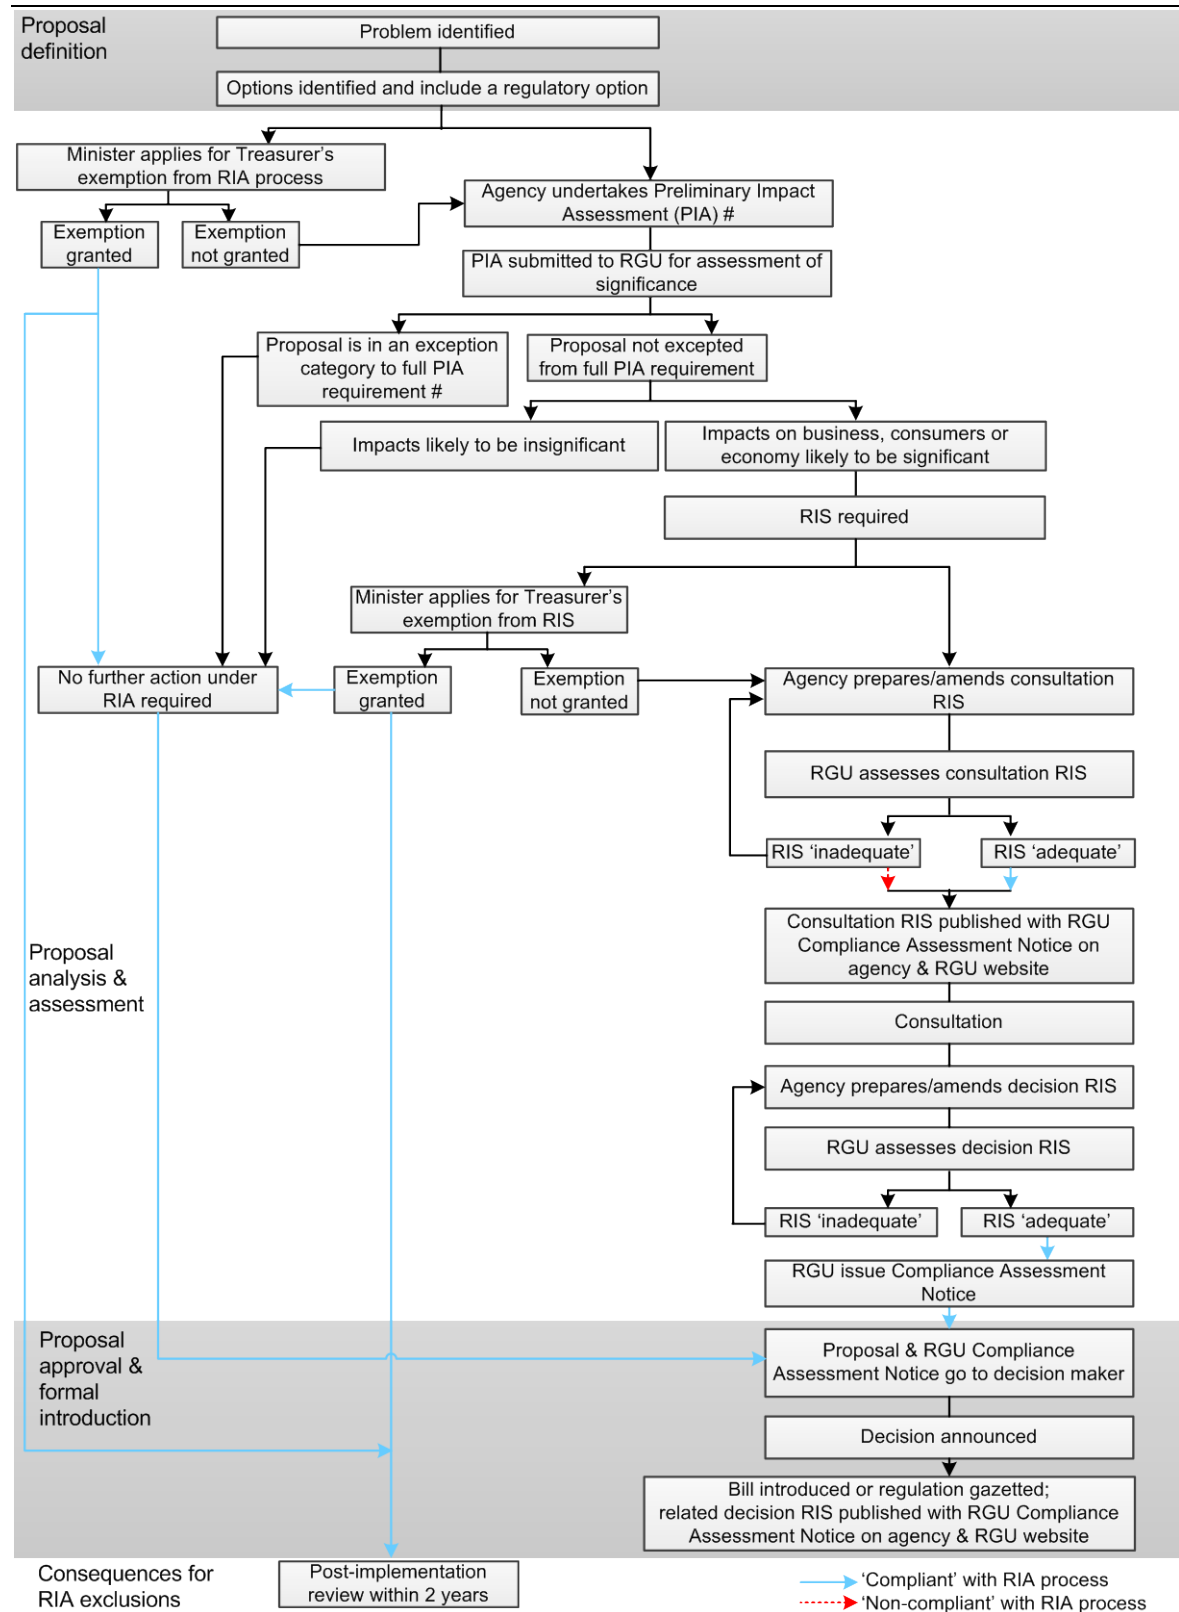 Proposal
definition
Problem identified
Options identified and include a regulatory option
Minister applies for Treasurer’s
exemption from RIA process
Exemption
granted
Exemption
not granted
Agency undertakes Preliminary Impact
Assessment (PIA) #
PIA submitted to RGU for assessment of
significance
Proposal is in an exception
category to full PIA
requirement #
Proposal not excepted
from full PIA requirement
Impacts likely to be insignificant
Impacts on business, consumers or
economy likely to be significant
RIS required
Minister applies for Treasurer’s
exemption from RIS
No further action under
RIA required
Exemption
granted
Exemption
not granted
Agency prepares/amends consultation
RIS
RGU assesses consultation RIS
RIS ‘inadequate’
RIS ‘adequate’
Consultation RIS published with RGU
Compliance Assessment Notice on
agency & RGU website
Proposal
analysis &
assessment
Consultation
Agency prepares/amends decision RIS
RGU assesses decision RIS
RIS ‘inadequate’
RIS ‘adequate’
RGU issue Compliance Assessment
Notice
Proposal
approval &
formal
introduction
Proposal & RGU Compliance
Assessment Notice go to decision maker
Decision announced
Bill introduced or regulation gazetted;
related decision RIS published with RGU Compliance
Assessment Notice on agency & RGU website
Consequences for
RIA exclusions
Post-implementation
review within 2 years
‘Compliant’ with RIA process
‘Non-compliant’ with RIA process